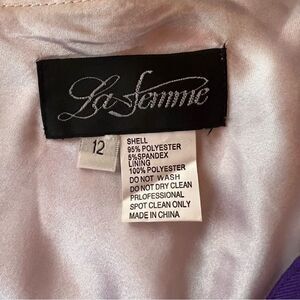 La Femme
12
SHELL
95% POLYESTER
5%SPANDEX
LINING
100% POLYESTER
DO NOT WASH
DO NOT DRY CLEAN
PRLOFESSIONAL
SPOT CLEAN ONLY
MADE IN CHINA